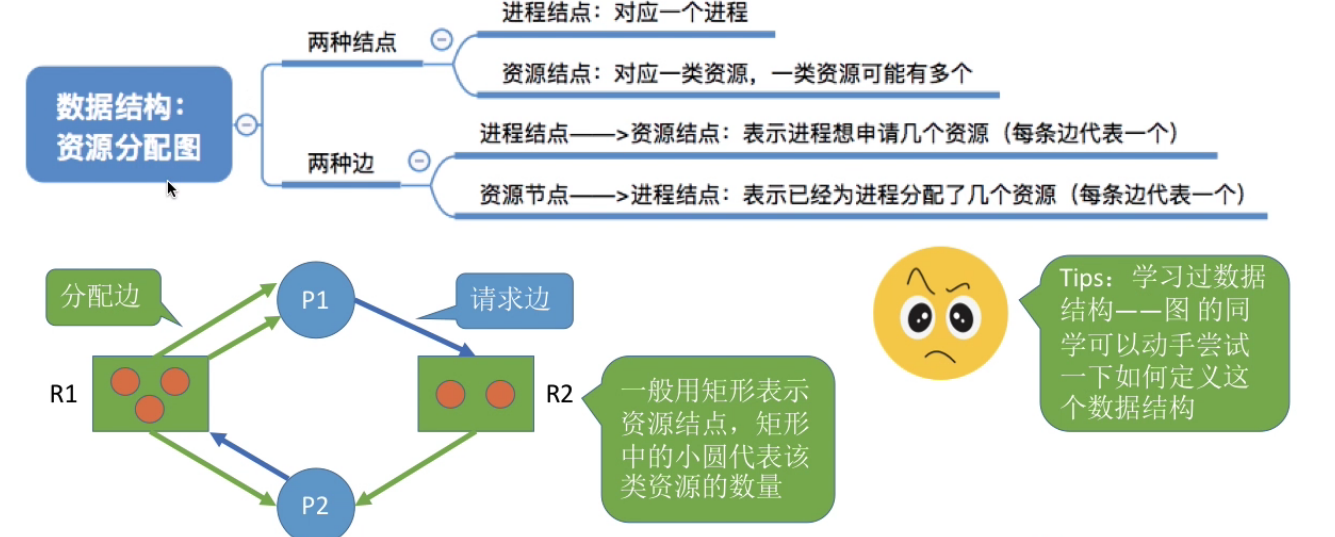 进程结点：对应一个进程
两种结点
资源结点：对应一类资源，一类资源可能有多个
数据结构：
资源分配图
进程结点——>资源结点：表示进程想申请几个资源（每条边代表一个）
两种边
资源节点——>进程结点：表示已经为进程分配了几个资源（每条边代表一个）
分配边
P1
请求边
R1
R2
P2
一般用矩形表示
资源结点，矩形
中的小圆代表该
类资源的数量
Tips：学习过数据
结构——图 的同
学可以动手尝试
一下如何定义这
个数据结构